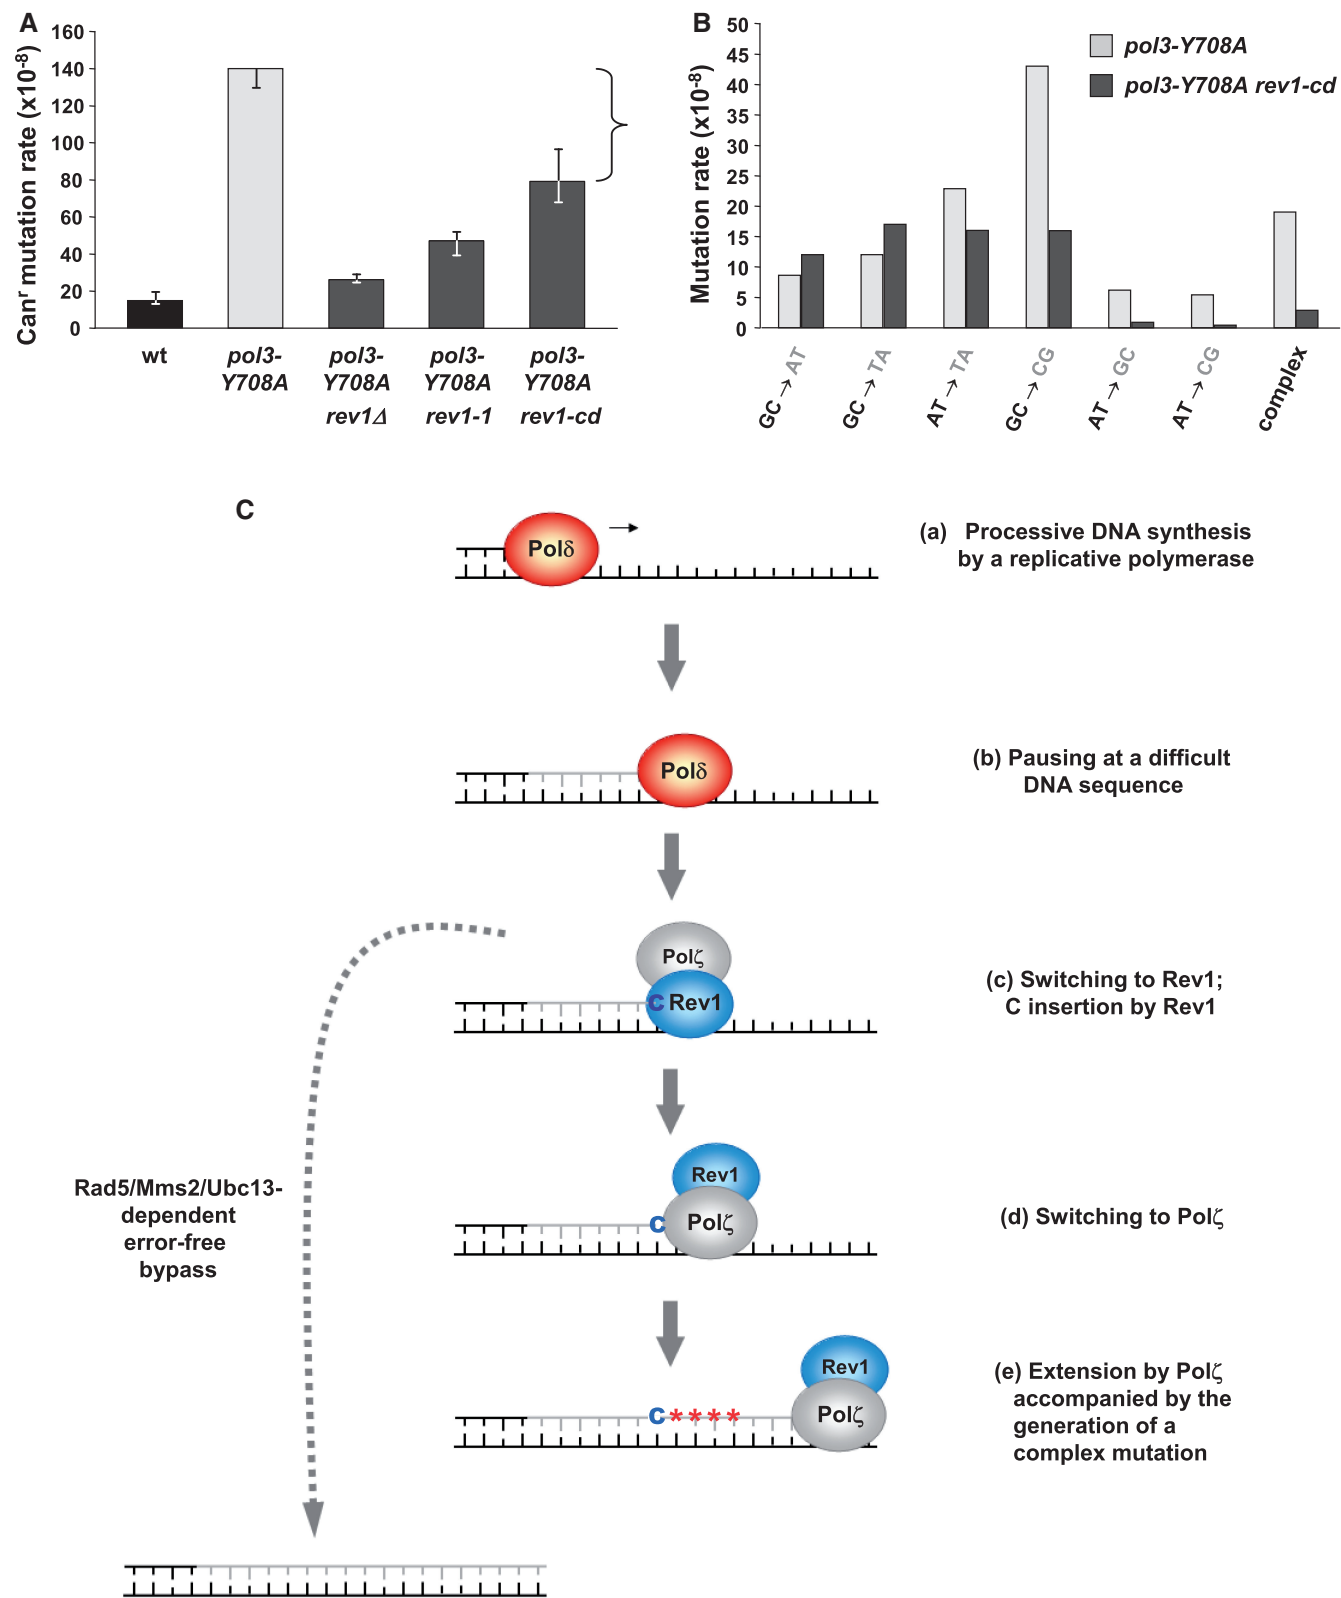 A
Canʳ mutation rate (x10⁻⁸)
160
140
120
100
80
60
40
20
0
wt
pol3-
Y708A
pol3-
Y708A
rev1Δ
pol3-
Y708A
rev1-1
pol3-
Y708A
rev1-cd
B
Mutation rate (x10⁻⁸)
50
45
40
35
30
25
20
15
10
5
0
pol3-Y708A
pol3-Y708A rev1-cd
GC → AT
GC → TA
AT → TA
GC → CG
AT → GC
AT → CG
complex
C
Polδ
(a) Processive DNA synthesis
by a replicative polymerase
Polδ
(b) Pausing at a difficult
DNA sequence
Polζ
C Rev1
(c) Switching to Rev1;
C insertion by Rev1
Rev1
C Polζ
(d) Switching to Polζ
Rad5/Mms2/Ubc13-
dependent
error-free
bypass
Rev1
C**** Polζ
(e) Extension by Polζ
accompanied by the
generation of a
complex mutation